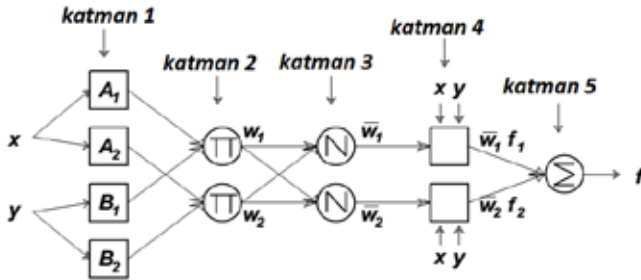 katman 1
katman 2
katman 3
katman 4
katman 5
x
y
A1
A2
B1
B2
Π
Π
w1
w2
N
N
w̅1
w̅2
x y
x y
w̅1 f1
w̅2 f2
Σ
f